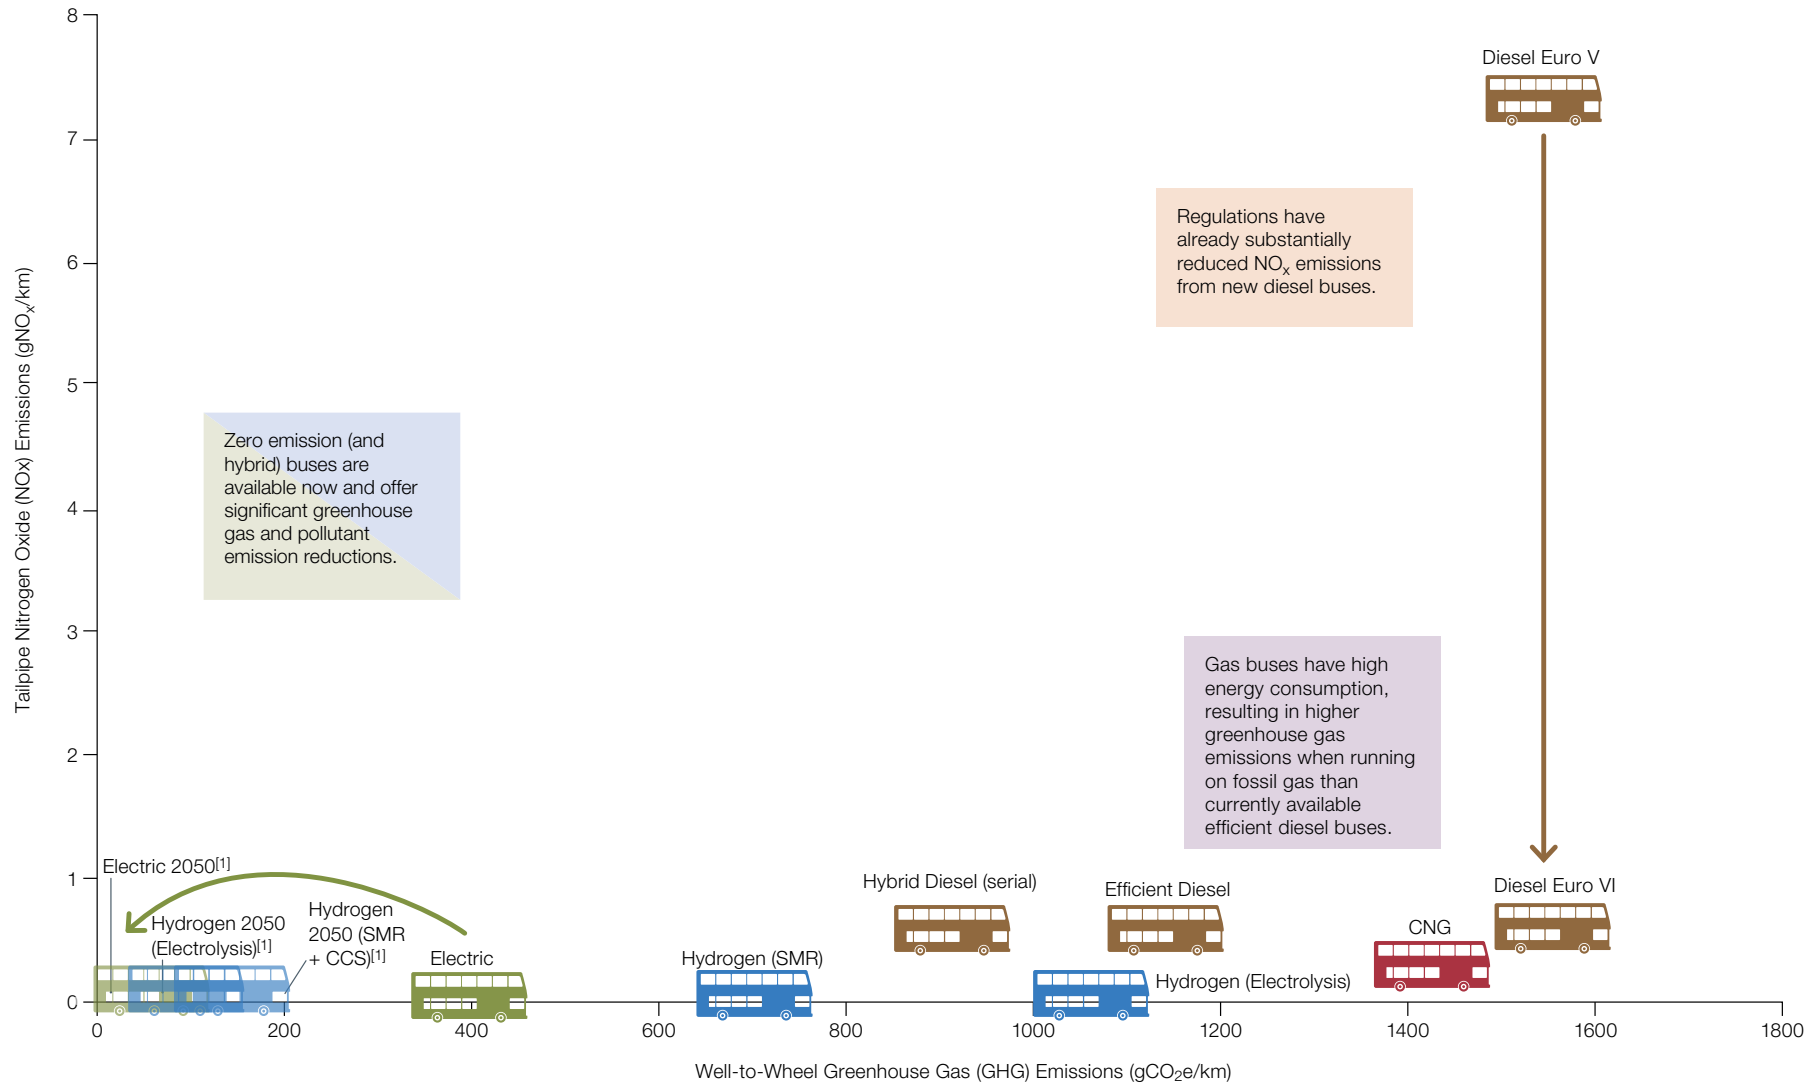 8
7
6
5
4
3
2
1
0
Tailpipe Nitrogen Oxide (NOx) Emissions (gNOₓ/km)
Diesel Euro V
Regulations have
already substantially
reduced NOₓ emissions
from new diesel buses.
Zero emission (and
hybrid) buses are
available now and offer
significant greenhouse
gas and pollutant
emission reductions.
Gas buses have high
energy consumption,
resulting in higher
greenhouse gas
emissions when running
on fossil gas than
currently available
efficient diesel buses.
Electric 2050[1]
Hydrogen 2050
(Electrolysis)[1]
Hydrogen
2050 (SMR
+ CCS)[1]
Electric
Hydrogen (SMR)
Hybrid Diesel (serial)
Efficient Diesel
Hydrogen (Electrolysis)
CNG
Diesel Euro VI
0 200 400 600 800 1000 1200 1400 1600 1800
Well-to-Wheel Greenhouse Gas (GHG) Emissions (gCO₂e/km)